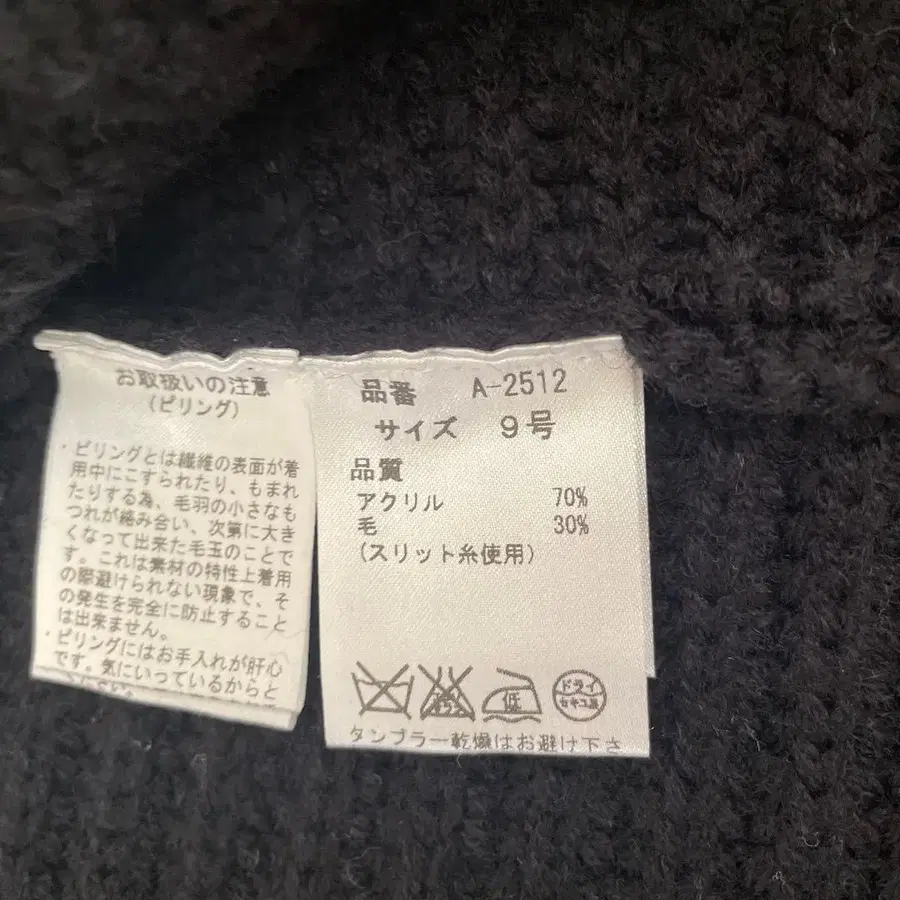 お取扱いの注意
(ピリング)
・ピリングとは繊維の表面が着
用中にこすられたり、もまれ
たりする為、毛羽の小さなも
つれが絡み合い、次第に大き
くなって出来た毛玉のことで
す。これは素材の特性上着用
の際避けられない現象で、そ
の発生を完全に防止すること
は出来ません。
・ピリングにはお手入れが肝心
です。気にいっているからと
品番 A-2512
サイズ 9号
品質
アクリル 70%
毛 30%
(スリット糸使用)
低
ドライ
セキユ系
タンブラー乾燥はお避け下さ